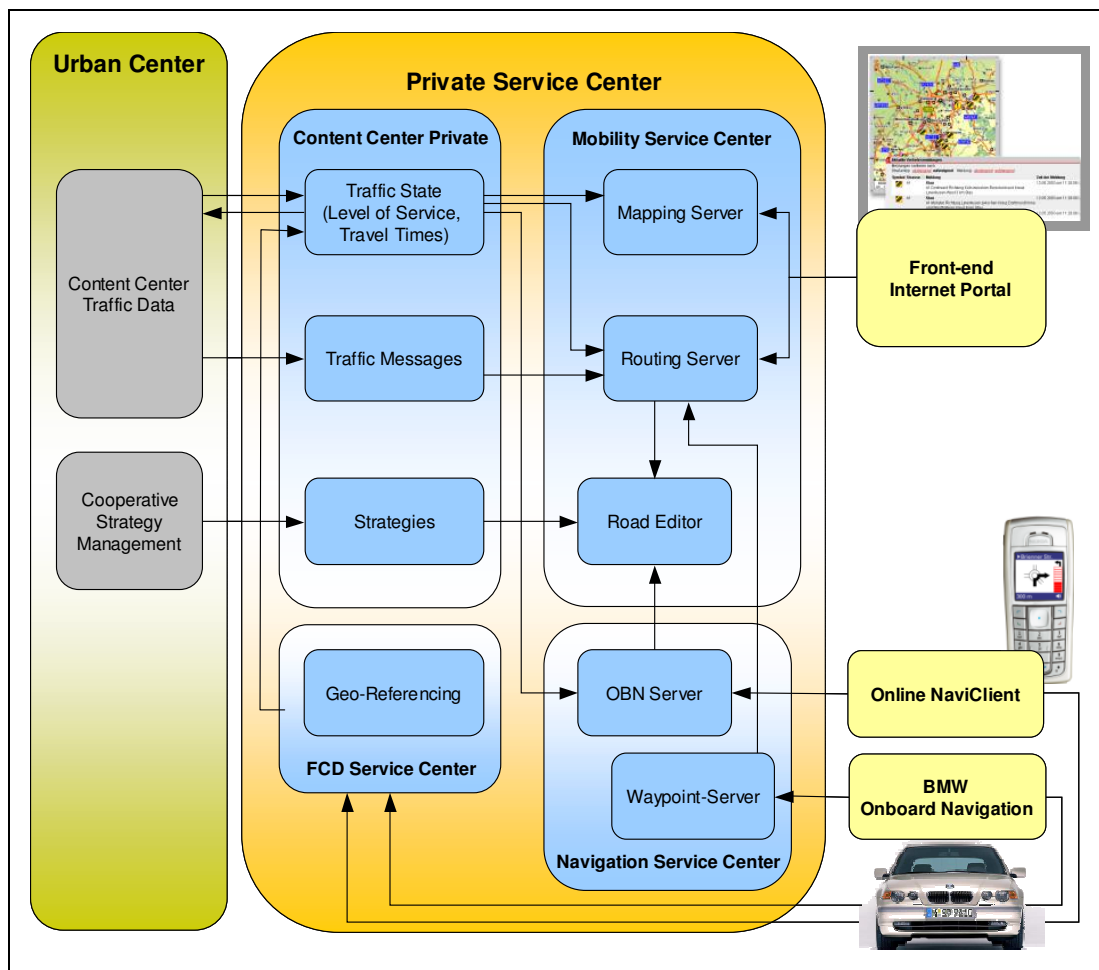 Urban Center
Private Service Center
Content Center Private
Mobility Service Center
Traffic State
(Level of Service,
Travel Times)
Mapping Server
Content Center
Traffic Data
Front-end
Internet Portal
Traffic Messages
Routing Server
Cooperative
Strategy
Management
Strategies
Road Editor
Geo-Referencing
OBN Server
Online NaviClient
FCD Service Center
Waypoint-Server
BMW
Onboard Navigation
Navigation Service Center